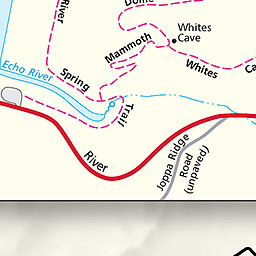 River
Dome
Whites
Cave
Mammoth
Whites
Echo River
Spring
Trail
River
Joppa Ridge
Road
(unpaved)